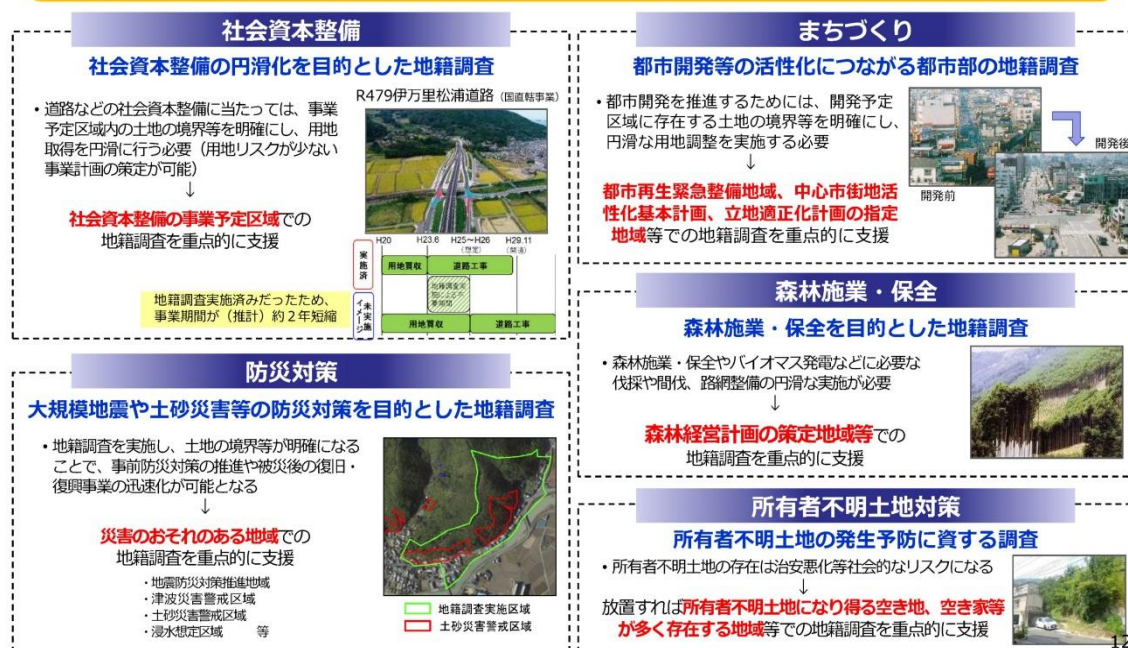 社会資本整備
社会資本整備の円滑化を目的とした地籍調査
・道路などの社会資本整備に当たっては、事業
予定区域内の土地の境界等を明確にし、用地
取得を円滑に行う必要（用地リスクが少ない
事業計画の策定が可能）
↓
社会資本整備の事業予定区域での
地籍調査を重点的に支援
R479伊万里松浦道路（国直轄事業）
H20 H23.6 H25～H26 H29.11
（想定） （開通）
実施済
用地買収 道路工事
未実施
イメージ
用地買収 道路工事
地籍調査実施済みだったため、
事業期間が（推計）約２年短縮
防災対策
大規模地震や土砂災害等の防災対策を目的とした地籍調査
・地籍調査を実施し、土地の境界等が明確になる
ことで、事前防災対策の推進や被災後の復旧・
復興事業の迅速化が可能となる
↓
災害のおそれのある地域での
地籍調査を重点的に支援
・地震防災対策推進地域
・津波災害警戒区域
・土砂災害警戒区域
・浸水想定区域　等
地籍調査実施区域
土砂災害警戒区域
まちづくり
都市開発等の活性化につながる都市部の地籍調査
・都市開発を推進するためには、開発予定
区域に存在する土地の境界等を明確にし、
円滑な用地調整を実施する必要
↓
都市再生緊急整備地域、中心市街地活
性化基本計画、立地適正化計画の指定
地域等での地籍調査を重点的に支援
開発前
開発後
森林施業・保全
森林施業・保全を目的とした地籍調査
・森林施業・保全やバイオマス発電などに必要な
伐採や間伐、路網整備の円滑な実施が必要
↓
森林経営計画の策定地域等での
地籍調査を重点的に支援
所有者不明土地対策
所有者不明土地の発生予防に資する調査
・所有者不明土地の存在は治安悪化等社会的なリスクになる
↓
放置すれば所有者不明土地になり得る空き地、空き家等
が多く存在する地域等での地籍調査を重点的に支援
12